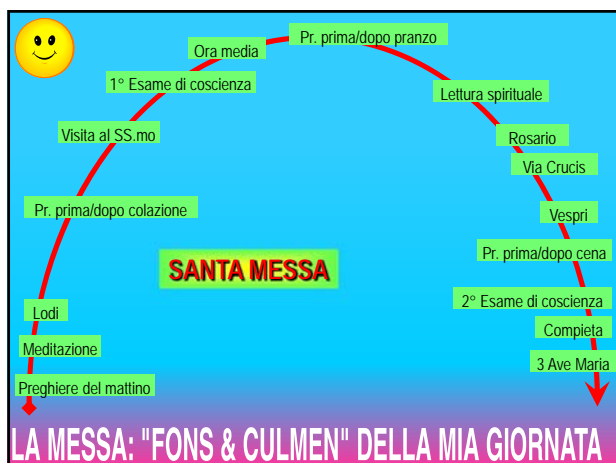 Preghiere del mattino
Meditazione
Lodi
Pr. prima/dopo colazione
Visita al SS.mo
1° Esame di coscienza
Ora media
Pr. prima/dopo pranzo
Lettura spirituale
Rosario
Via Crucis
Vespri
Pr. prima/dopo cena
2° Esame di coscienza
Compieta
3 Ave Maria
SANTA MESSA
LA MESSA: "FONS & CULMEN" DELLA MIA GIORNATA